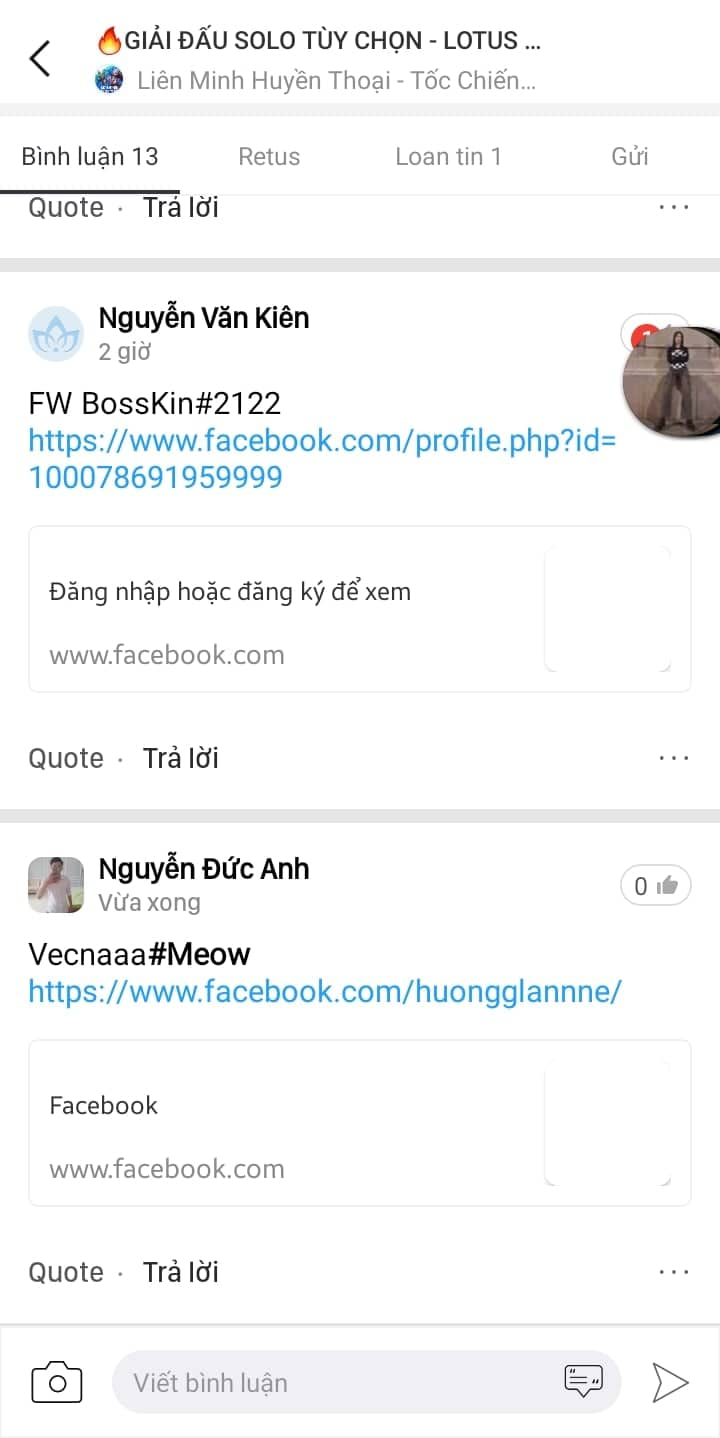 🔥GIẢI ĐẤU SOLO TÙY CHỌN - LOTUS ...
Liên Minh Huyền Thoại - Tốc Chiến...
Bình luận 13 Retus Loan tin 1 Gửi
Quote · Trả lời ...
Nguyễn Văn Kiên
2 giờ
FW BossKin#2122
https://www.facebook.com/profile.php?id=
100078691959999
Đăng nhập hoặc đăng ký để xem
www.facebook.com
Quote · Trả lời ...
Nguyễn Đức Anh
Vừa xong
0
Vecnaaa#Meow
https://www.facebook.com/huongglannne/
Facebook
www.facebook.com
Quote · Trả lời ...
Viết bình luận